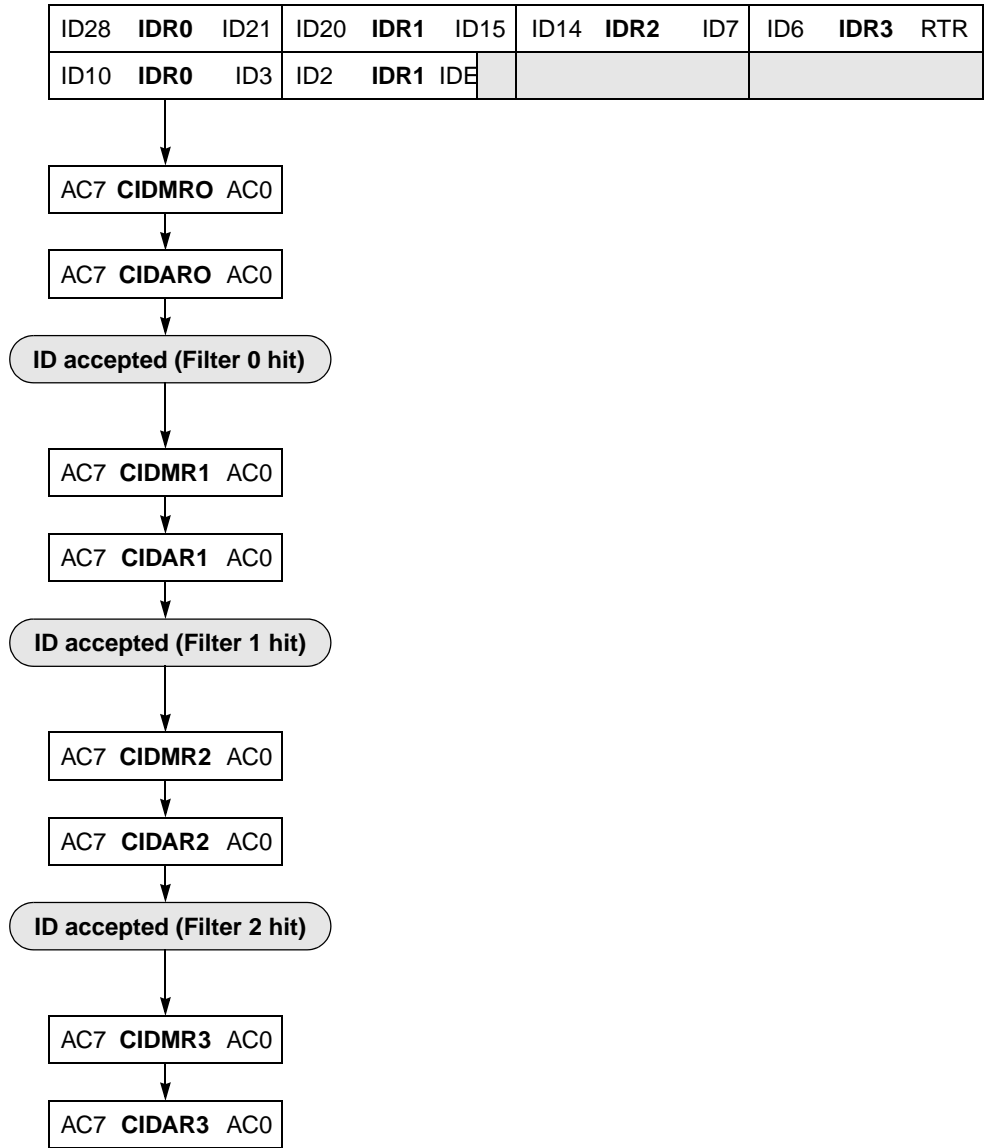 ID28 IDR0 ID21 ID20 IDR1 ID15 ID14 IDR2 ID7 ID6 IDR3 RTR
ID10 IDR0 ID3 ID2 IDR1 IDE
AC7 CIDMRO AC0
AC7 CIDARO AC0
ID accepted (Filter 0 hit)
AC7 CIDMR1 AC0
AC7 CIDAR1 AC0
ID accepted (Filter 1 hit)
AC7 CIDMR2 AC0
AC7 CIDAR2 AC0
ID accepted (Filter 2 hit)
AC7 CIDMR3 AC0
AC7 CIDAR3 AC0